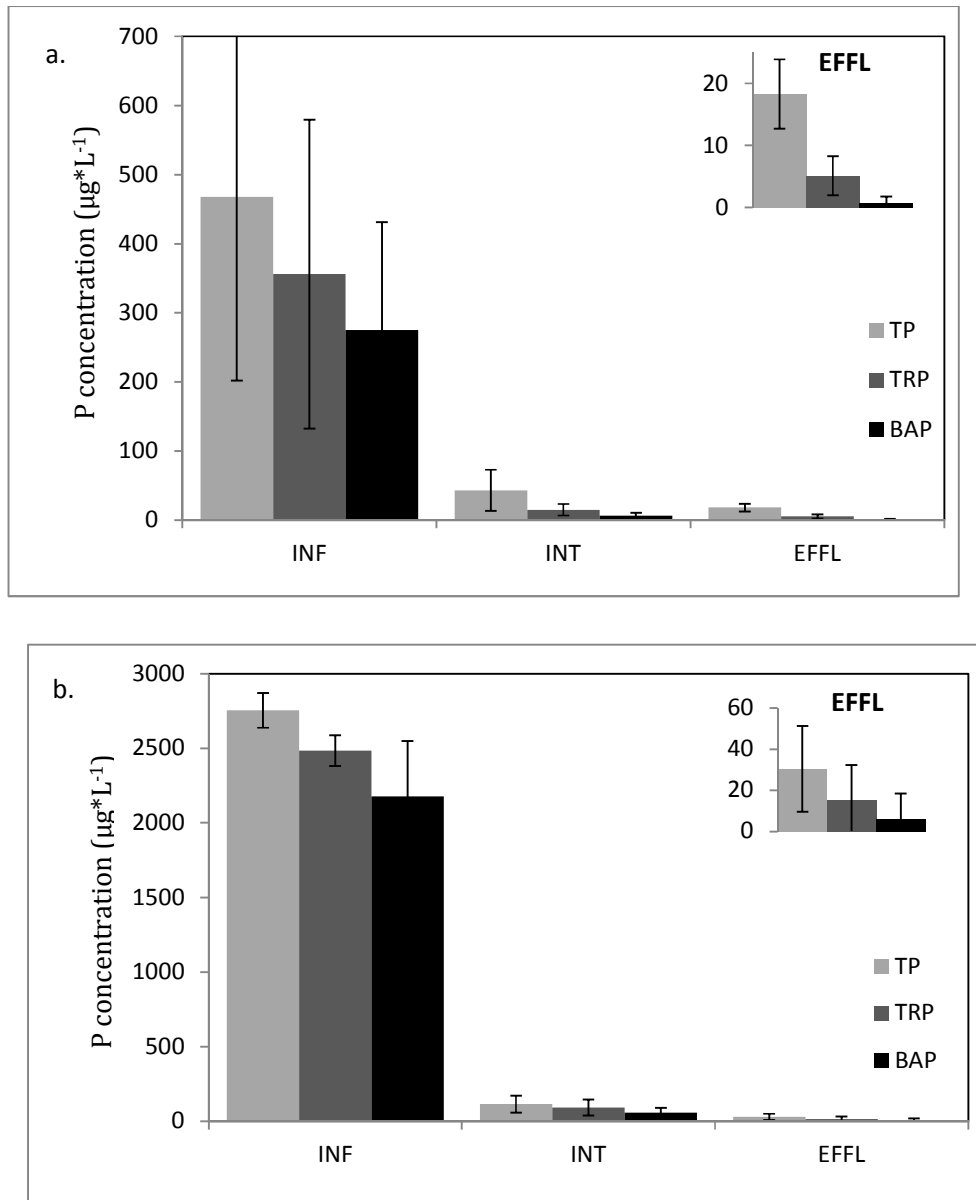 a.
P concentration (µg*L-1)
700
600
500
400
300
200
100
0
INF
INT
EFFL
EFFL
20
10
0
TP
TRP
BAP
b.
P concentration (µg*L-1)
3000
2500
2000
1500
1000
500
0
INF
INT
EFFL
EFFL
60
40
20
0
TP
TRP
BAP